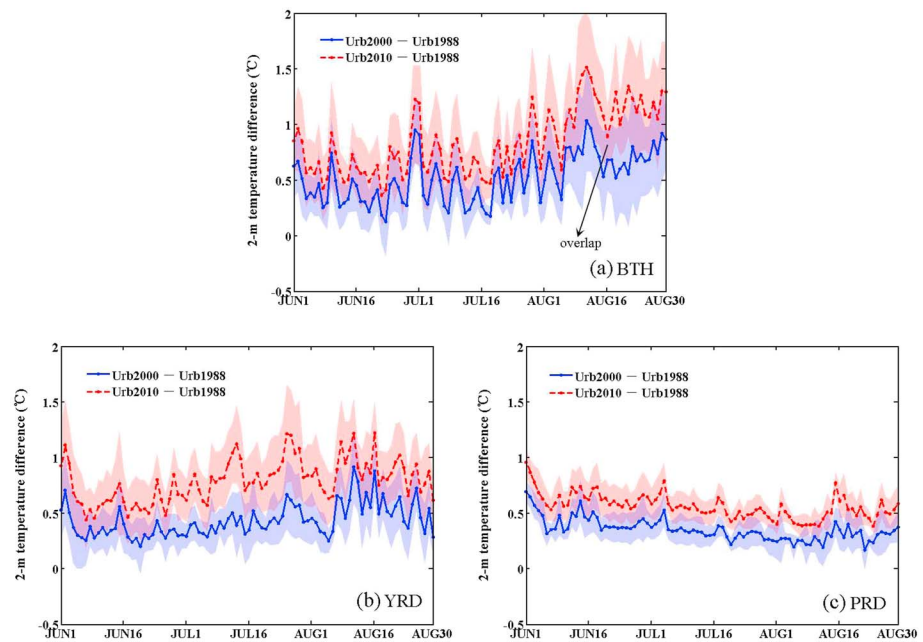 2
1.5
1
0.5
0
-0.5
2-m temperature difference (℃)
Urb2000 — Urb1988
Urb2010 — Urb1988
overlap
(a) BTH
JUN1 JUN16 JUL1 JUL16 AUG1 AUG16 AUG30
2
1.5
1
0.5
0
-0.5
2-m temperature difference (℃)
Urb2000 — Urb1988
Urb2010 — Urb1988
(b) YRD
JUN1 JUN16 JUL1 JUL16 AUG1 AUG16 AUG30
2
1.5
1
0.5
0
-0.5
2-m temperature difference (℃)
Urb2000 — Urb1988
Urb2010 — Urb1988
(c) PRD
JUN1 JUN16 JUL1 JUL16 AUG1 AUG16 AUG30